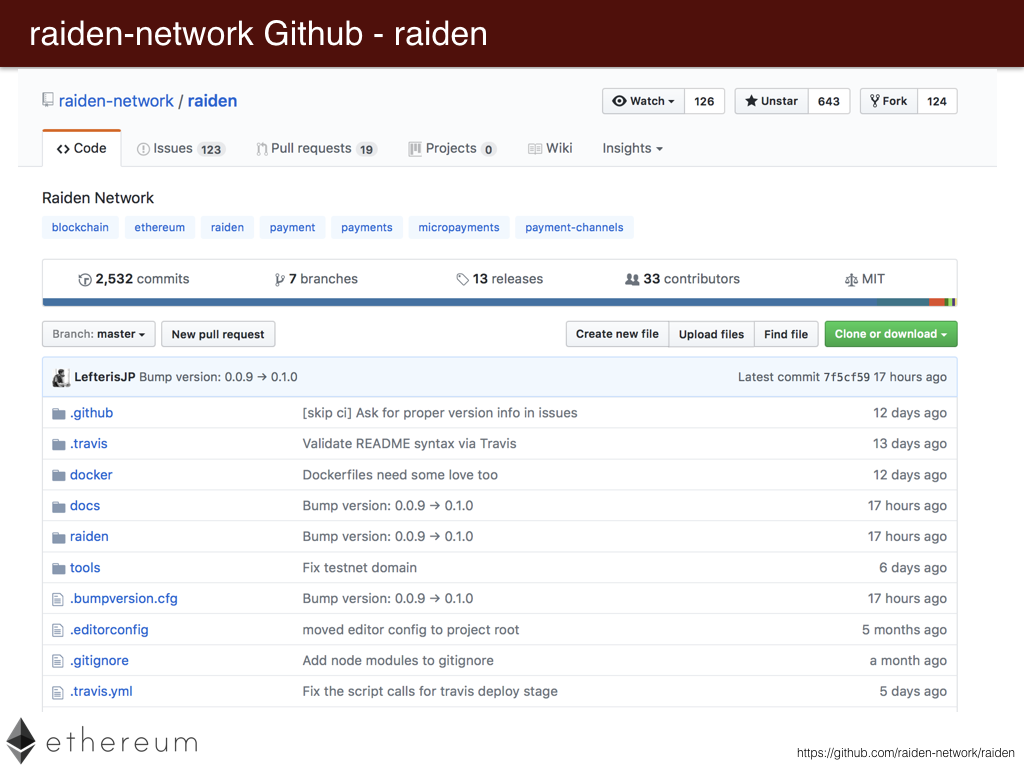 raiden-network Github - raiden
raiden-network / raiden
Watch 126 Unstar 643 Fork 124
Code Issues 123 Pull requests 19 Projects 0 Wiki Insights
Raiden Network
blockchain ethereum raiden payment payments micropayments payment-channels
2,532 commits 7 branches 13 releases 33 contributors MIT
Branch: master New pull request Create new file Upload files Find file Clone or download
LefterisJP Bump version: 0.0.9 → 0.1.0 Latest commit 7f5cf59 17 hours ago
.github [skip ci] Ask for proper version info in issues 12 days ago
.travis Validate README syntax via Travis 13 days ago
docker Dockerfiles need some love too 12 days ago
docs Bump version: 0.0.9 → 0.1.0 17 hours ago
raiden Bump version: 0.0.9 → 0.1.0 17 hours ago
tools Fix testnet domain 6 days ago
.bumpversion.cfg Bump version: 0.0.9 → 0.1.0 17 hours ago
.editorconfig moved editor config to project root 5 months ago
.gitignore Add node modules to gitignore a month ago
.travis.yml Fix the script calls for travis deploy stage 5 days ago
ethereum
https://github.com/raiden-network/raiden